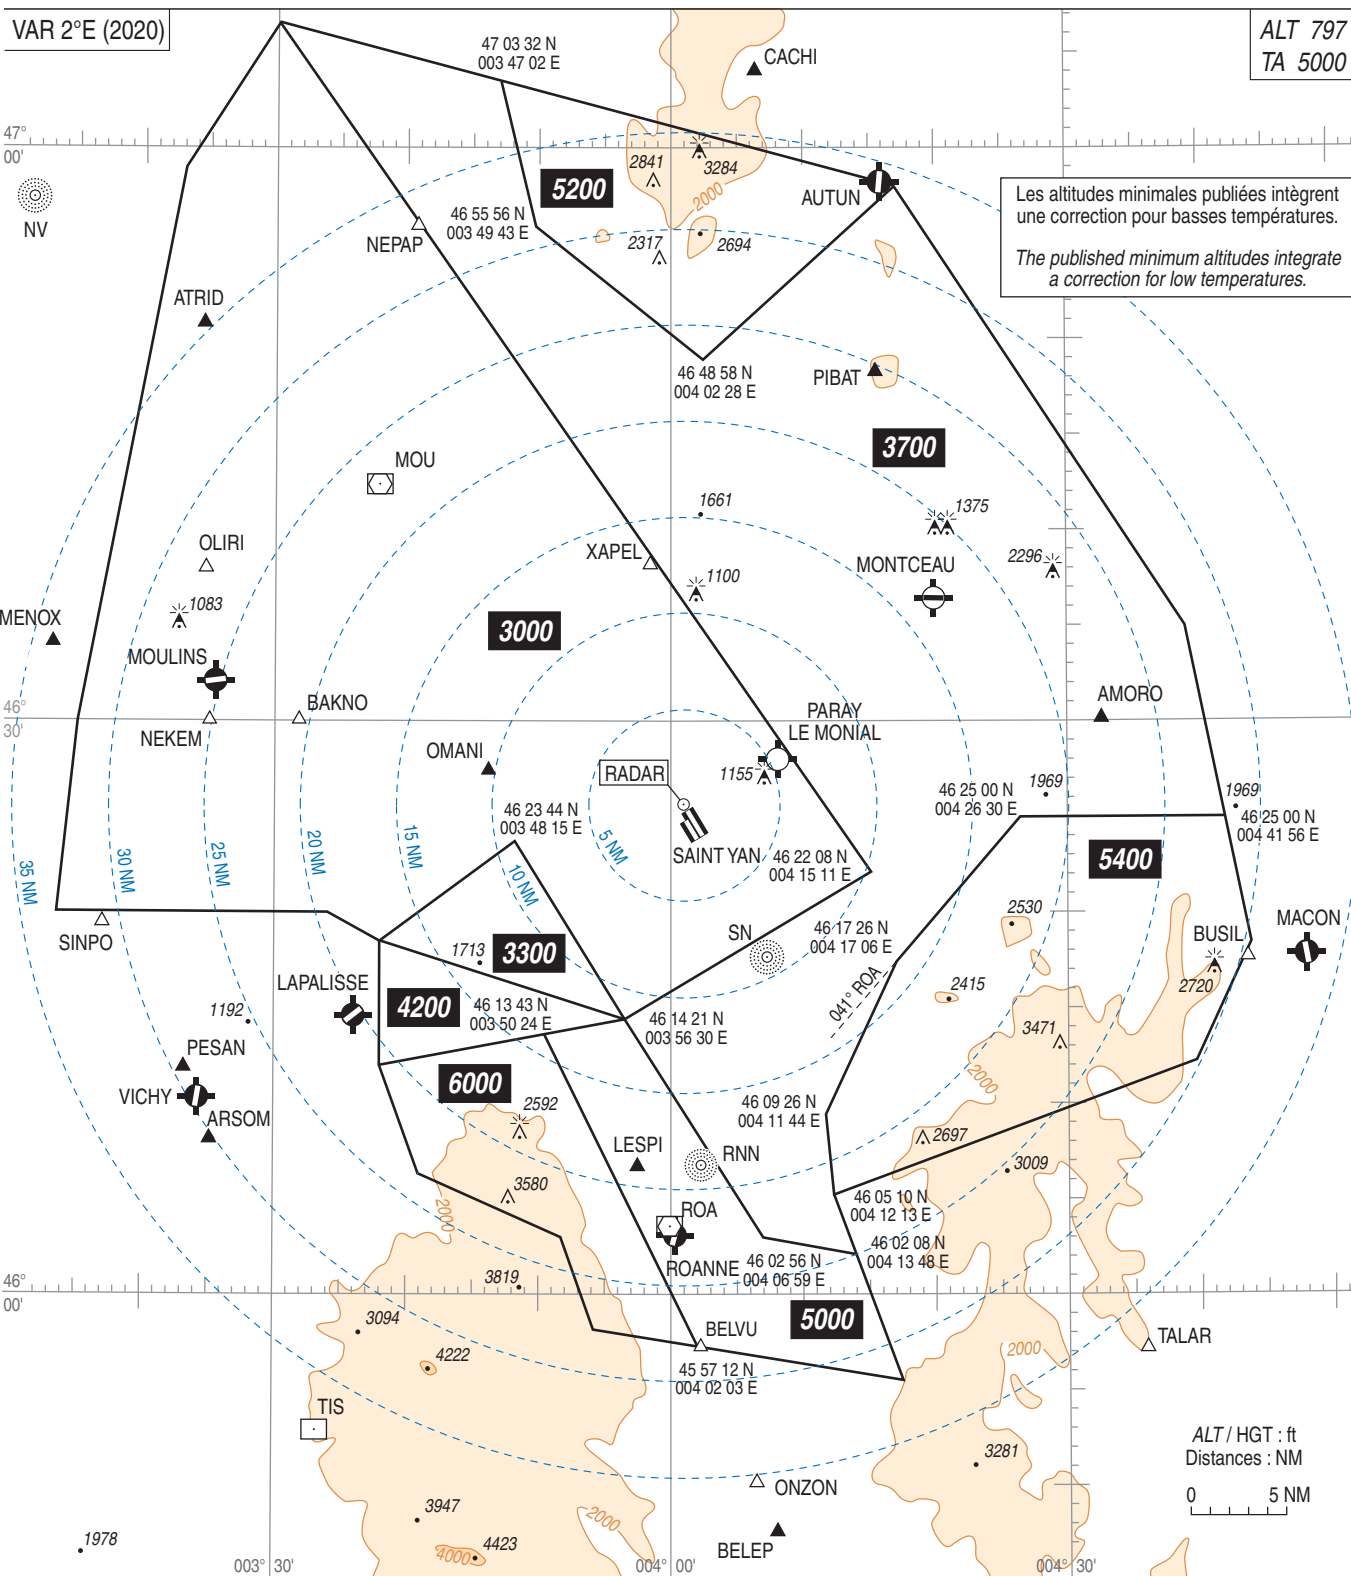 VAR 2°E (2020)
ALT 797
TA 5000
47 03 32 N
003 47 02 E
CACHI
47°
00'
2841
3284
2000
5200
AUTUN
Les altitudes minimales publiées intègrent
une correction pour basses températures.
The published minimum altitudes integrate
a correction for low temperatures.
NV
46 55 56 N
003 49 43 E
NEPAP
2317
2694
ATRID
46 48 58 N
004 02 28 E
PIBAT
3700
MOU
1661
1375
OLIRI
XAPEL
MONTCEAU
2296
1083
1100
MENOX
3000
MOULINS
BAKNO
AMORO
46°
30'
NEKEM
PARAY
LE MONIAL
OMANI
1155
RADAR
46 25 00 N
004 26 30 E
1969
1969
46 23 44 N
003 48 15 E
46 25 00 N
004 41 56 E
35 NM
30 NM
25 NM
20 NM
15 NM
10 NM
5 NM
SAINT YAN
46 22 08 N
004 15 11 E
5400
SINPO
1713
3300
SN
46 17 26 N
004 17 06 E
2530
BUSIL
MACON
LAPALISSE
4200
46 13 43 N
003 50 24 E
46 14 21 N
003 56 30 E
041° ROA
2415
2720
1192
3471
PESAN
6000
2000
VICHY
2592
46 09 26 N
004 11 44 E
ARSOM
LESPI
RNN
2697
3009
3580
2000
ROA
46 05 10 N
004 12 13 E
ROANNE
46 02 56 N
004 06 59 E
46 02 08 N
004 13 48 E
46°
00'
3819
5000
3094
BELVU
TALAR
2000
4222
45 57 12 N
004 02 03 E
TIS
3281
ALT / HGT : ft
Distances : NM
ONZON
0 5 NM
3947
2000
1978
4000
4423
BELEP
003° 30'
004° 00'
004° 30'